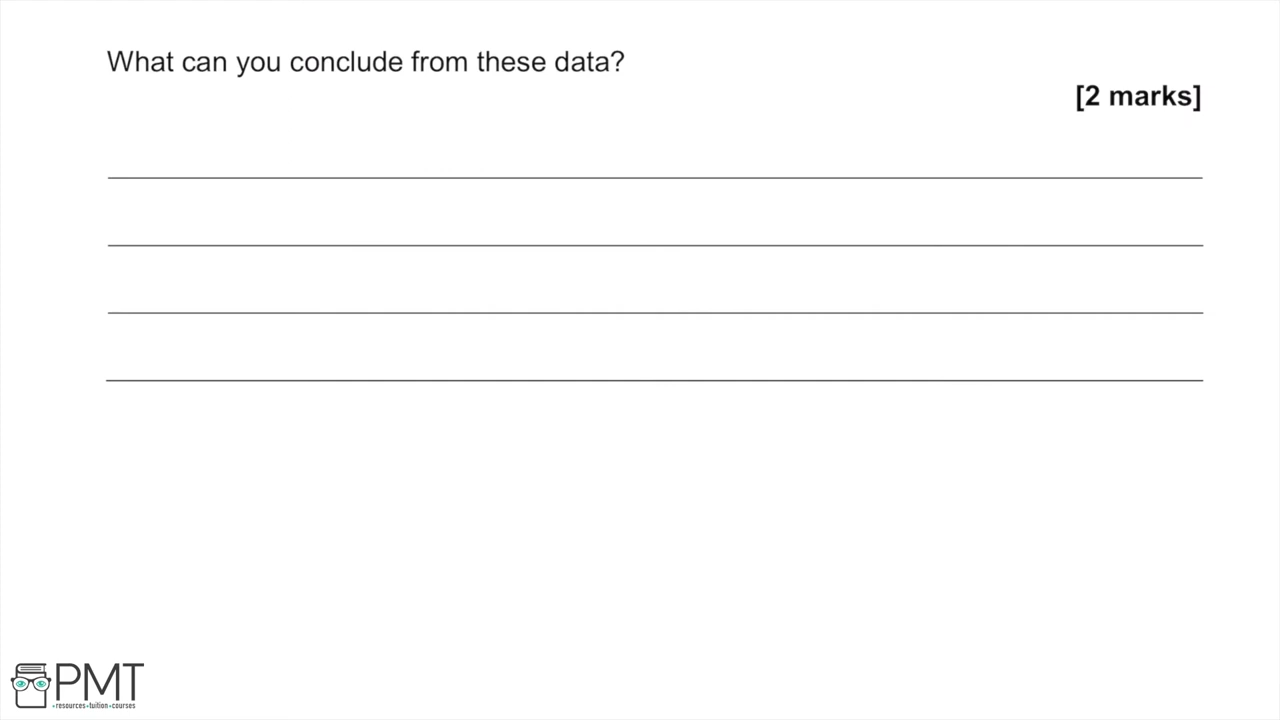 What can you conclude from these data?
[2 marks]
PMT
•resources•tuition•courses